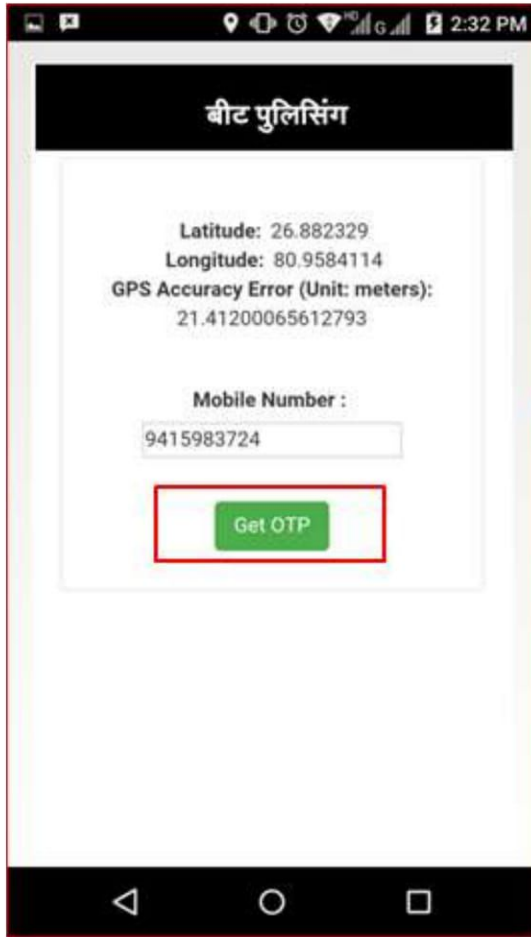 HD G 2:32 PM
बीट पुलिसिंग
Latitude: 26.882329
Longitude: 80.9584114
GPS Accuracy Error (Unit: meters):
21.41200065612793
Mobile Number :
9415983724
Get OTP